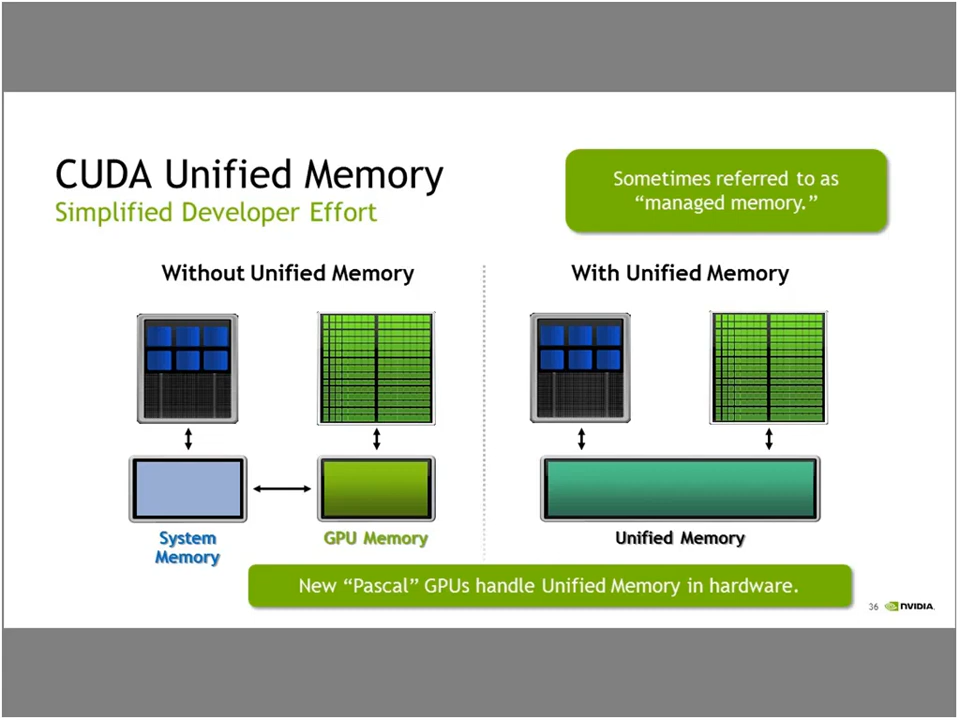 CUDA Unified Memory
Simplified Developer Effort
Sometimes referred to as
“managed memory.”
Without Unified Memory
With Unified Memory
System
Memory
GPU Memory
Unified Memory
New “Pascal” GPUs handle Unified Memory in hardware.
36
NVIDIA.